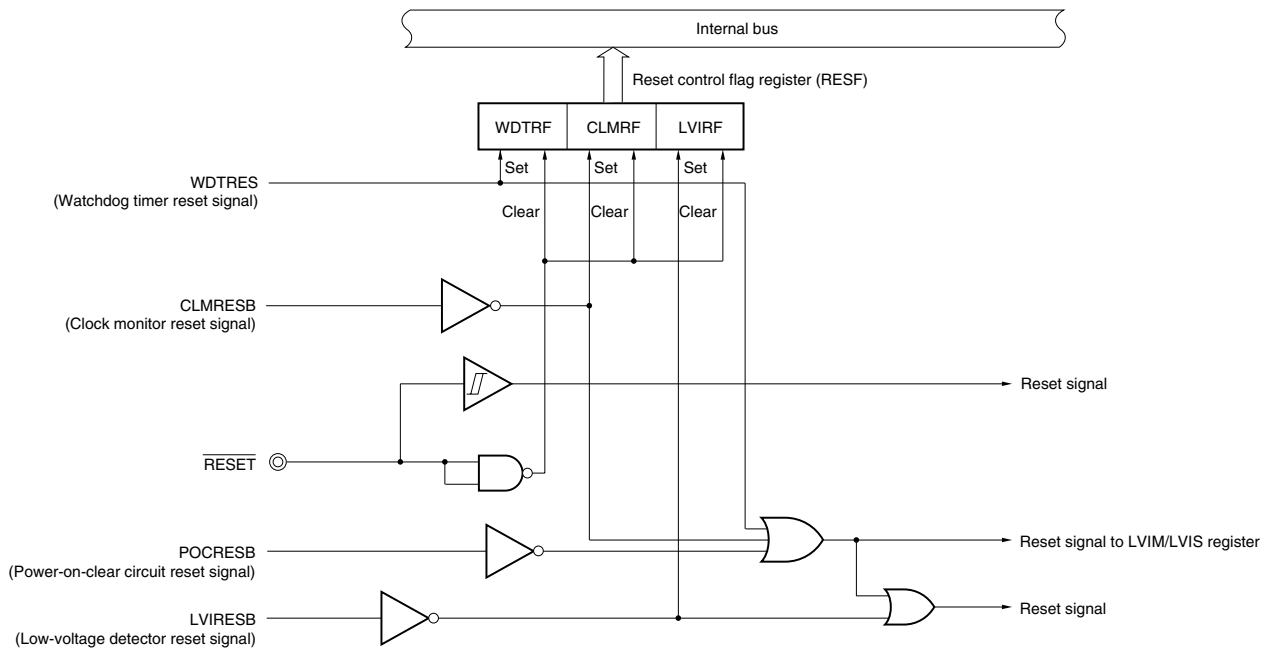 Internal bus
Reset control flag register (RESF)
WDTRF CLMRF LVIRF
Set Set Set
WDTRES
(Watchdog timer reset signal)
Clear Clear Clear
CLMRESB
(Clock monitor reset signal)
Reset signal
RESET
POCRESB
(Power-on-clear circuit reset signal)
Reset signal to LVIM/LVIS register
LVIRESB
(Low-voltage detector reset signal)
Reset signal